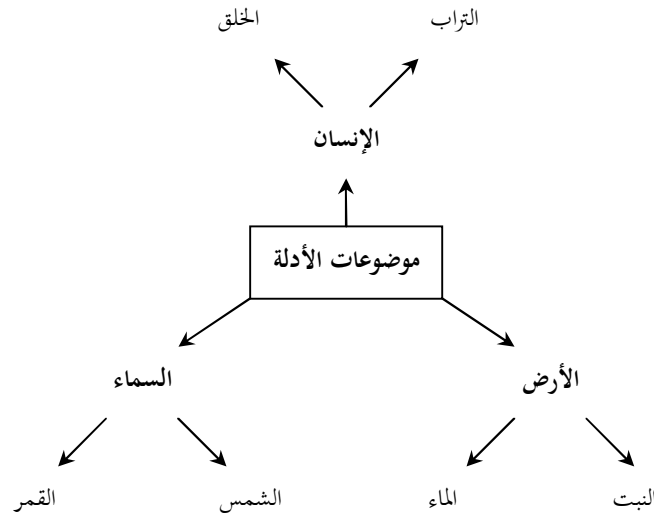 التراب
الخلق
الإنسان
موضوعات الأدلة
الأرض
السماء
النبت
الماء
الشمس
القمر